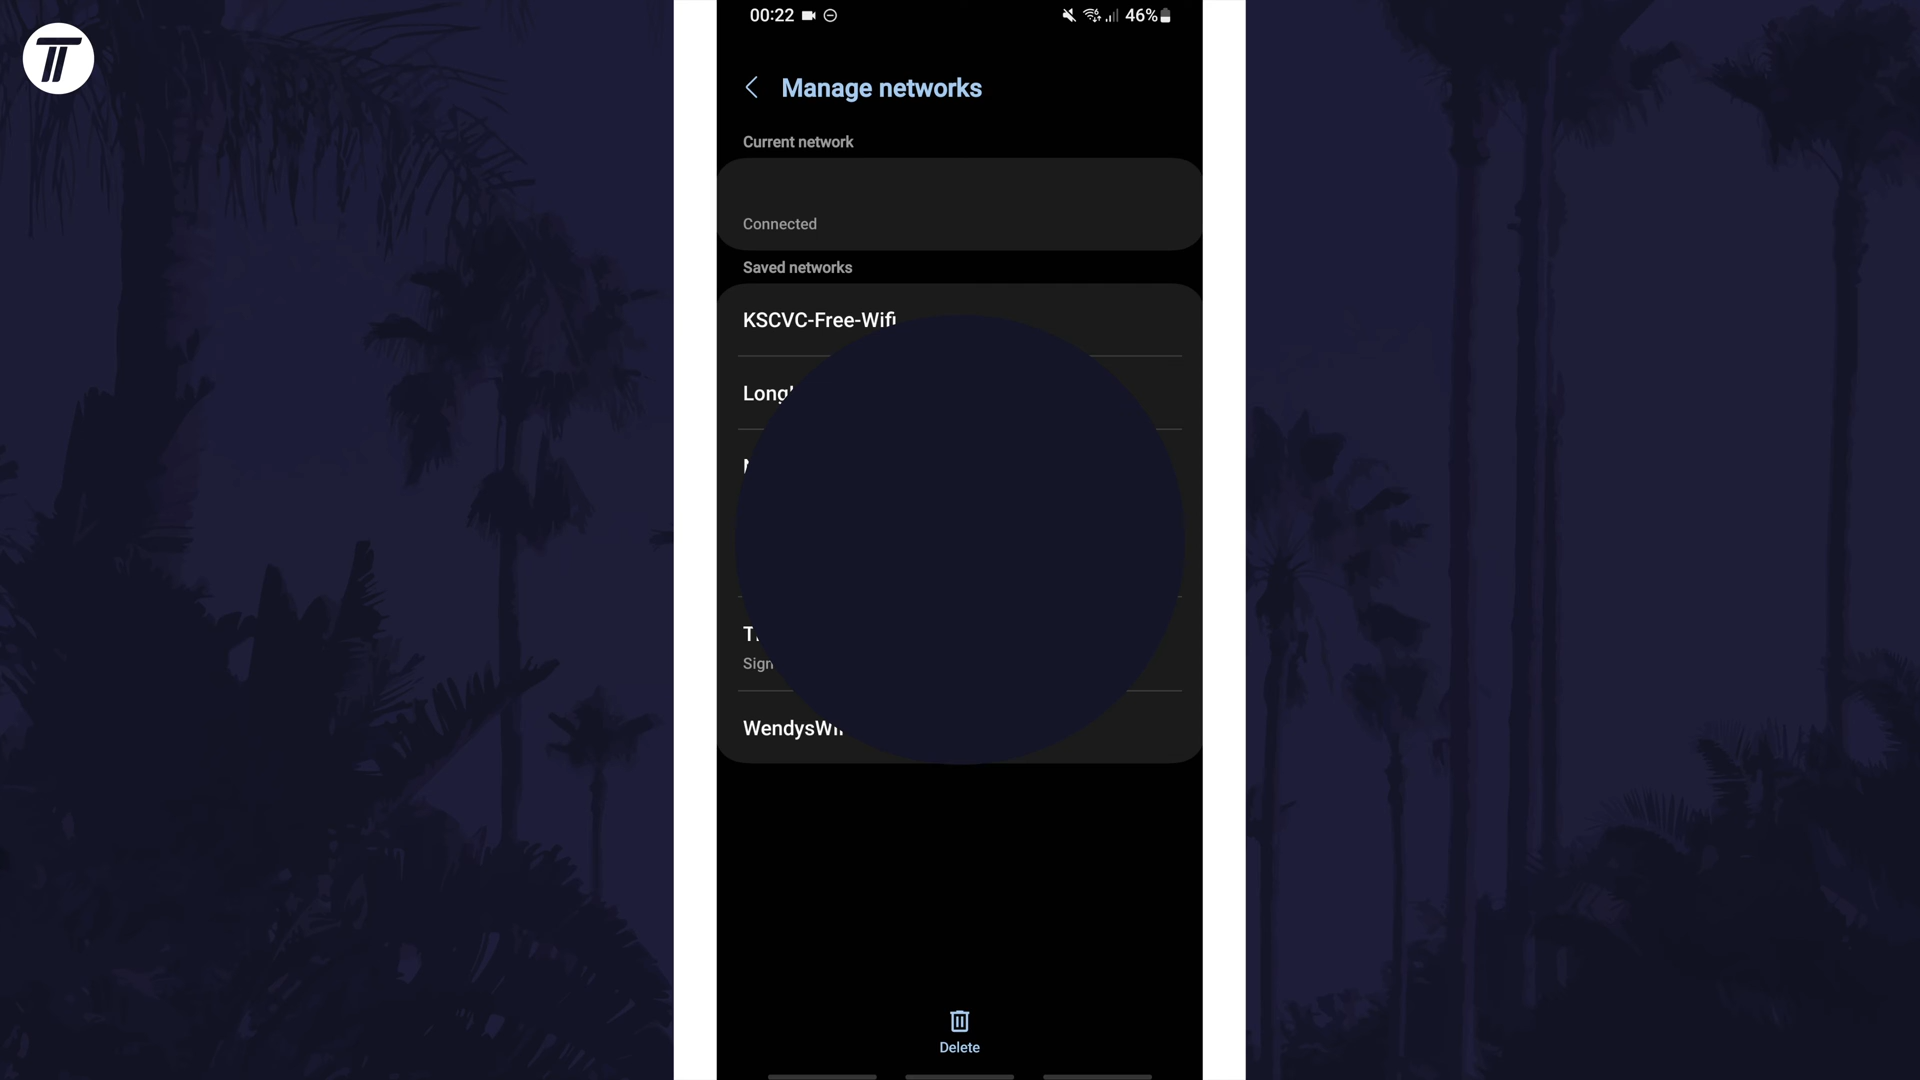 00:22
46%
Manage networks
Current network
Connected
Saved networks
KSCVC-Free-Wifi
Delete